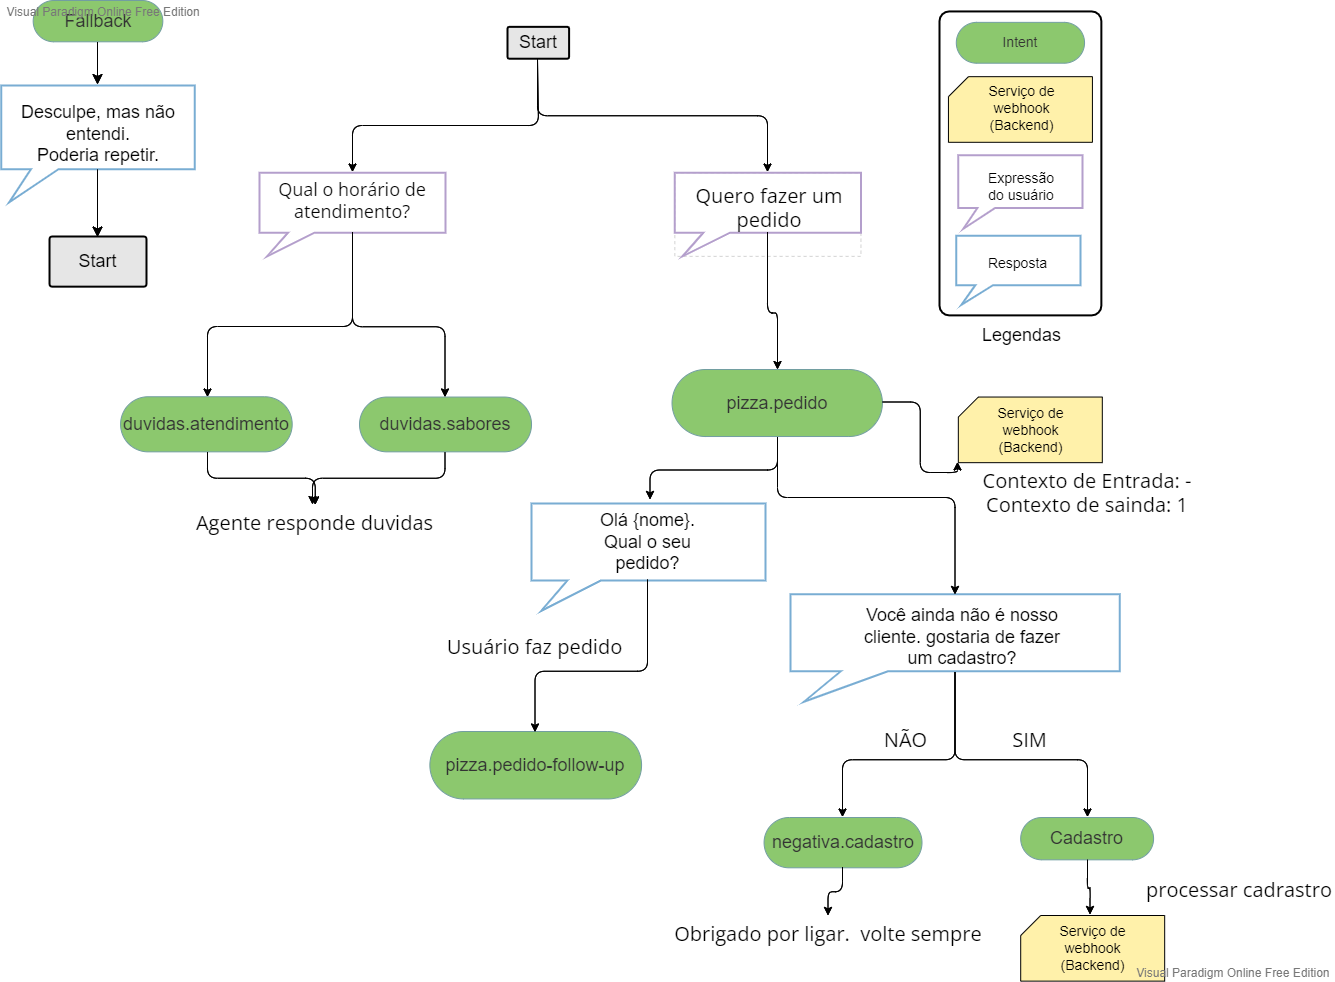 Visual Paradigm Online Free Edition
Fallback
Desculpe, mas não
entendi.
Poderia repetir.
Start
Start
Qual o horário de
atendimento?
Quero fazer um
pedido
Intent
Serviço de
webhook
(Backend)
Expressão
do usuário
Resposta
Legendas
duvidas.atendimento
duvidas.sabores
Agente responde duvidas
pizza.pedido
Serviço de
webhook
(Backend)
Contexto de Entrada: -
Contexto de sainda: 1
Olá {nome}.
Qual o seu
pedido?
Usuário faz pedido
pizza.pedido-follow-up
Você ainda não é nosso
cliente. gostaria de fazer
um cadastro?
NÃO
SIM
negativa.cadastro
Cadastro
Obrigado por ligar.  volte sempre
processar cadrastro
Serviço de
webhook
(Backend)
Visual Paradigm Online Free Edition